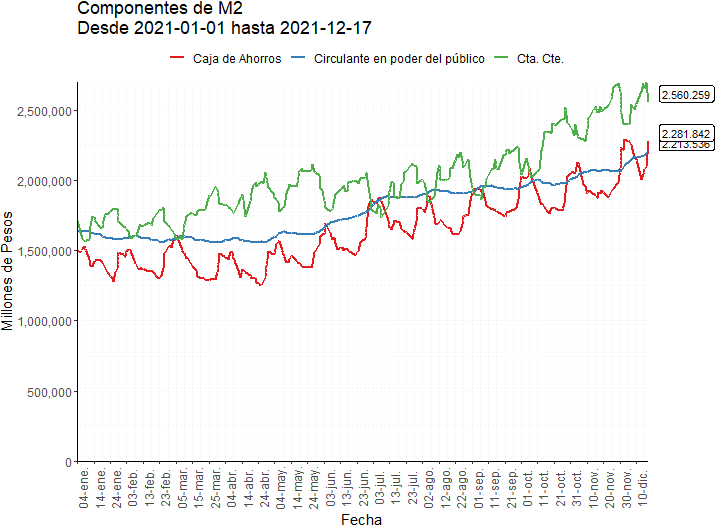 Componentes de M2
Desde 2021-01-01 hasta 2021-12-17
Caja de Ahorros Circulante en poder del público Cta. Cte.
Millones de Pesos
2,500,000
2,000,000
1,500,000
1,000,000
500,000
0
2.560.259
2.281.842
2.213.536
04-ene.
14-ene.
24-ene.
03-feb.
13-feb.
23-feb.
05-mar.
15-mar.
25-mar.
04-abr.
14-abr.
24-abr.
04-may.
14-may.
24-may.
03-jun.
13-jun.
23-jun.
03-jul.
13-jul.
23-jul.
02-ago.
12-ago.
22-ago.
01-sep.
11-sep.
21-sep.
01-oct.
11-oct.
21-oct.
31-oct.
10-nov.
20-nov.
30-nov.
10-dic.
Fecha